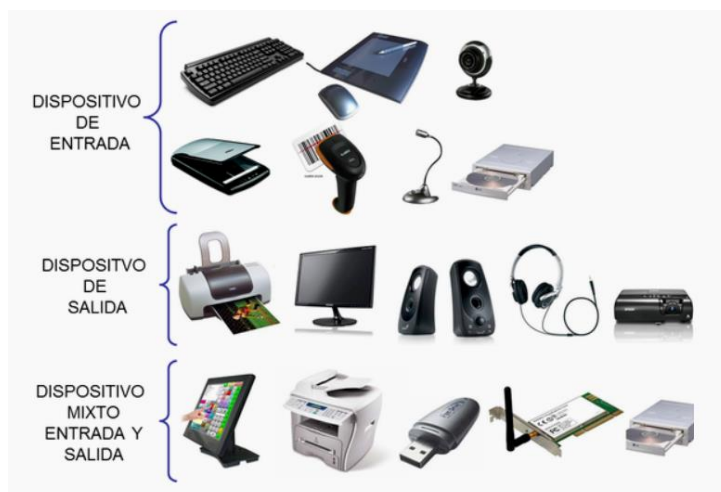 DISPOSITIVO
DE
ENTRADA
DISPOSITVO
DE
SALIDA
DISPOSITIVO
MIXTO
ENTRADA Y
SALIDA